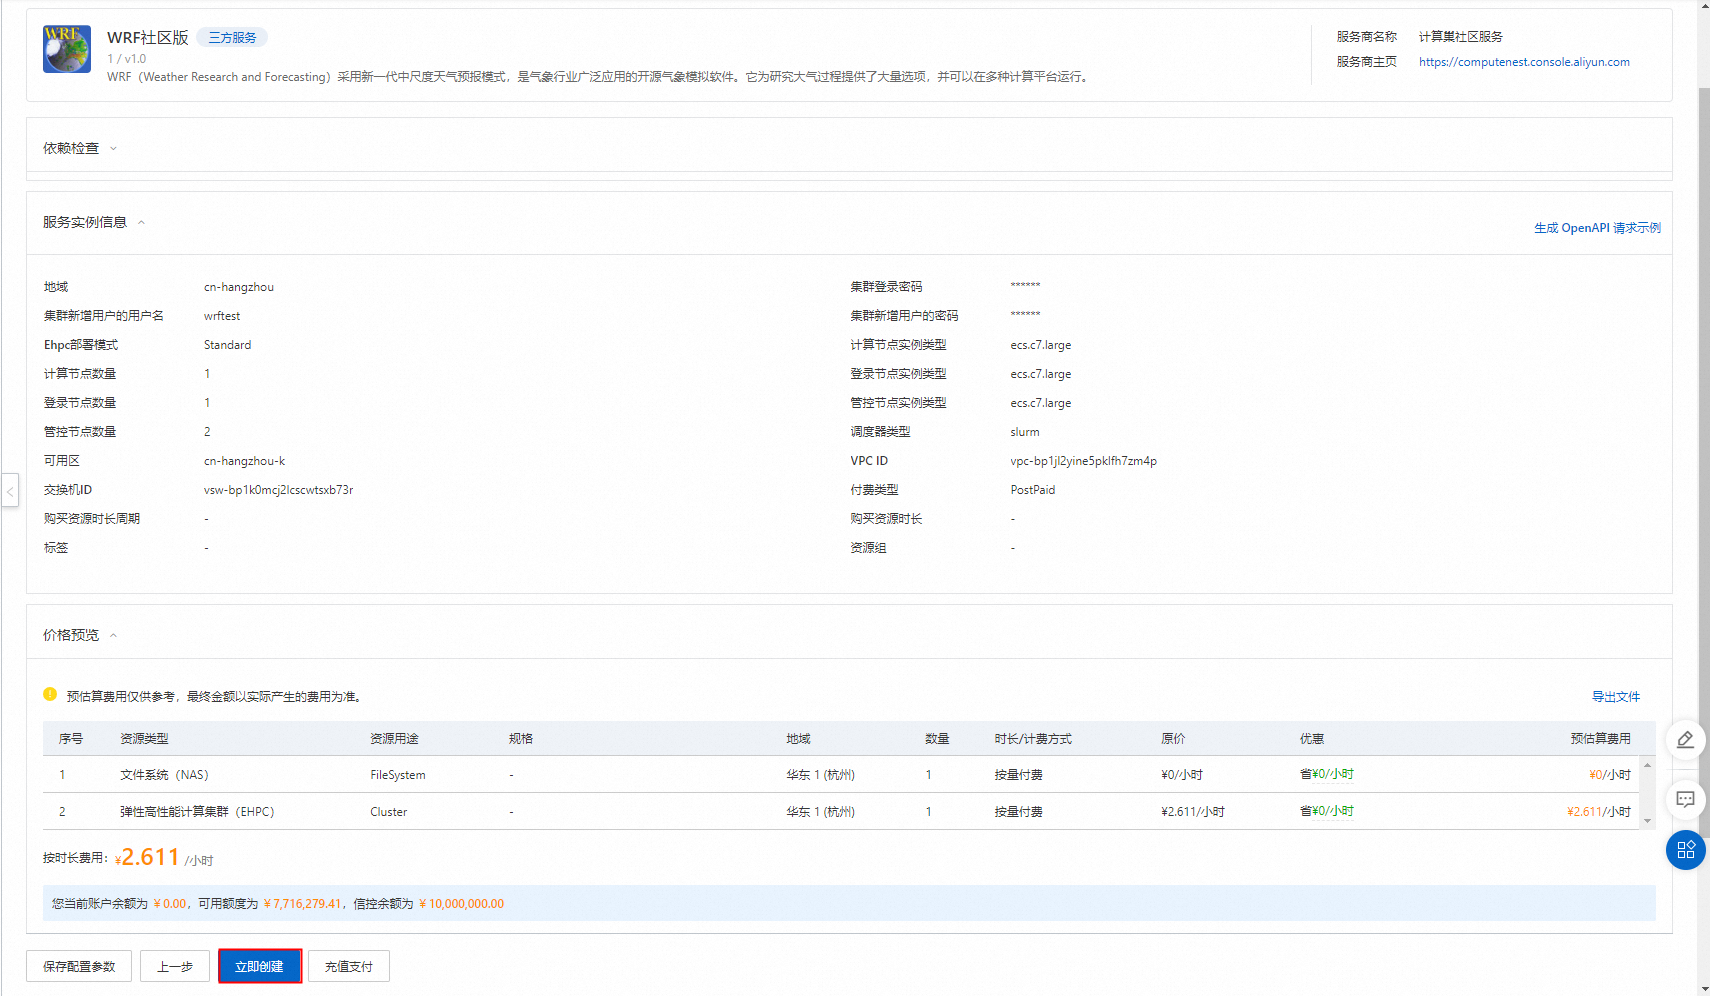 WRF
WRF社区版 三方服务
1 / v1.0
WRF（Weather Research and Forecasting）采用新一代中尺度天气预报模式，是气象行业广泛应用的开源气象模拟软件。它为研究大气过程提供了大量选项，并可以在多种计算平台运行。
服务商名称 计算巢社区服务
服务商主页 https://computenest.console.aliyun.com
依赖检查
服务实例信息
生成 OpenAPI 请求示例
地域 cn-hangzhou 集群登录密码 ******
集群新增用户的用户名 wrftest 集群新增用户的密码 ******
Ehpc部署模式 Standard 计算节点实例类型 ecs.c7.large
计算节点数量 1 登录节点实例类型 ecs.c7.large
登录节点数量 1 管控节点实例类型 ecs.c7.large
管控节点数量 2 调度器类型 slurm
可用区 cn-hangzhou-k VPC ID vpc-bp1jl2yine5pklfh7zm4p
交换机ID vsw-bp1k0mcj2lcscwtsxb73r 付费类型 PostPaid
购买资源时长周期 - 购买资源时长 -
标签 - 资源组 -
价格预览
预估算费用仅供参考，最终金额以实际产生的费用为准。 导出文件
序号 资源类型 资源用途 规格 地域 数量 时长/计费方式 原价 优惠 预估算费用
1 文件系统（NAS） FileSystem - 华东 1 (杭州) 1 按量付费 ¥0/小时 省¥0/小时 ¥0/小时
2 弹性高性能计算集群（EHPC） Cluster - 华东 1 (杭州) 1 按量付费 ¥2.611/小时 省¥0/小时 ¥2.611/小时
按时长费用： ¥2.611 /小时
您当前账户余额为 ¥0.00，可用额度为 ¥7,716,279.41，信控余额为 ¥10,000,000.00
保存配置参数 上一步 立即创建 充值支付